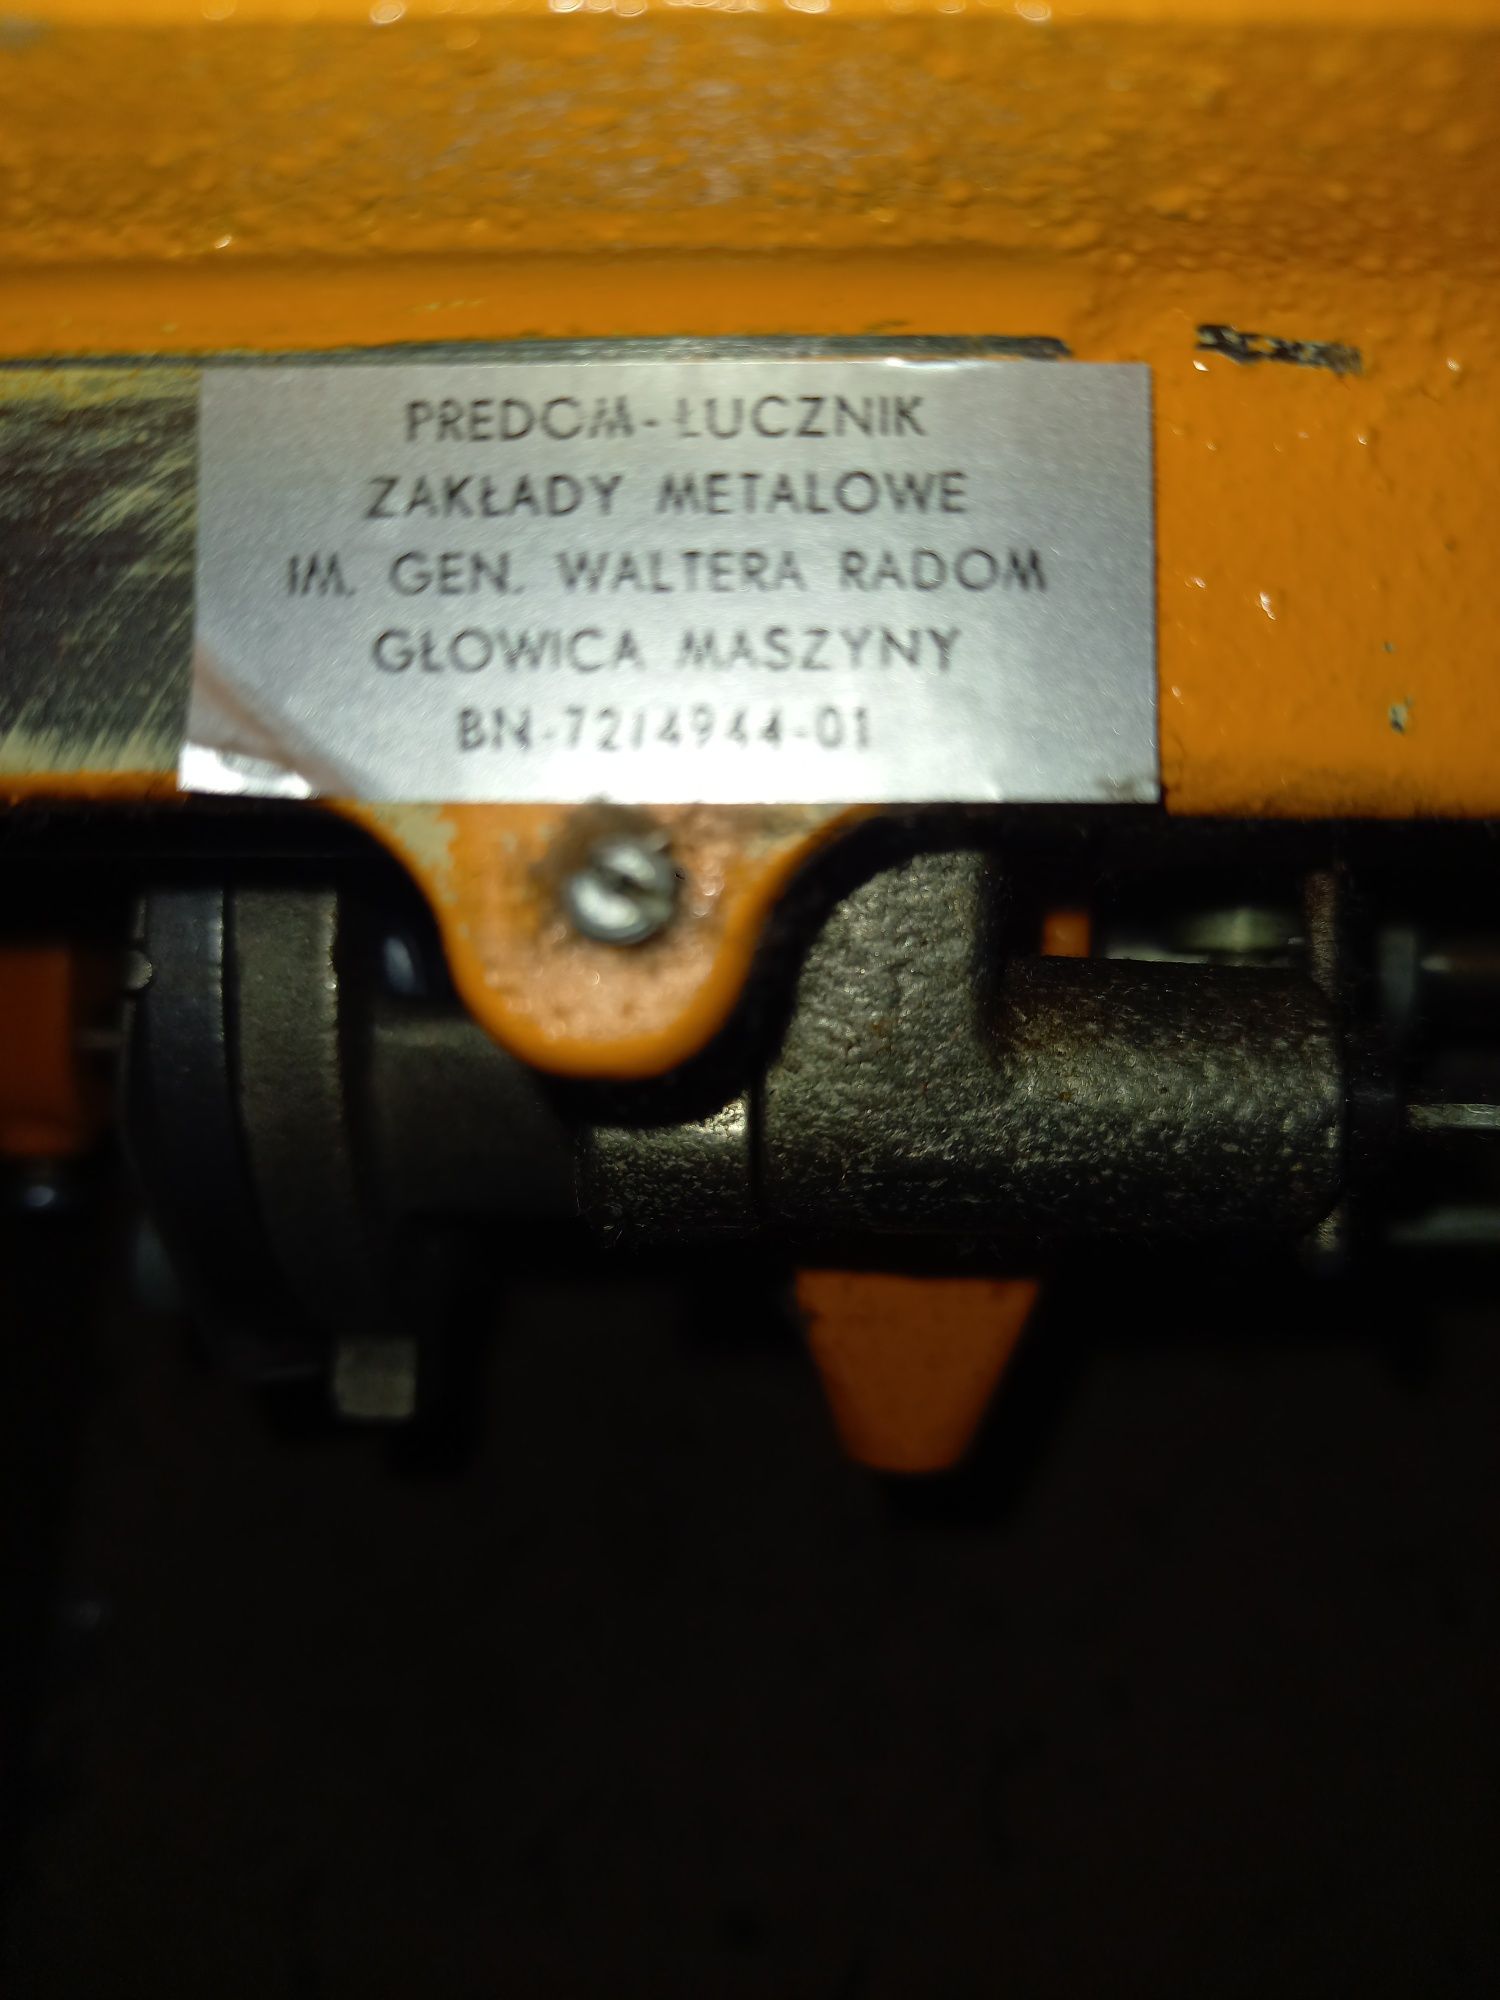 PREDOM-ŁUCZNIK
ZAKŁADY METALOWE
IM. GEN. WALTERA RADOM
GŁOWICA MASZYNY
BN-72/4944-01